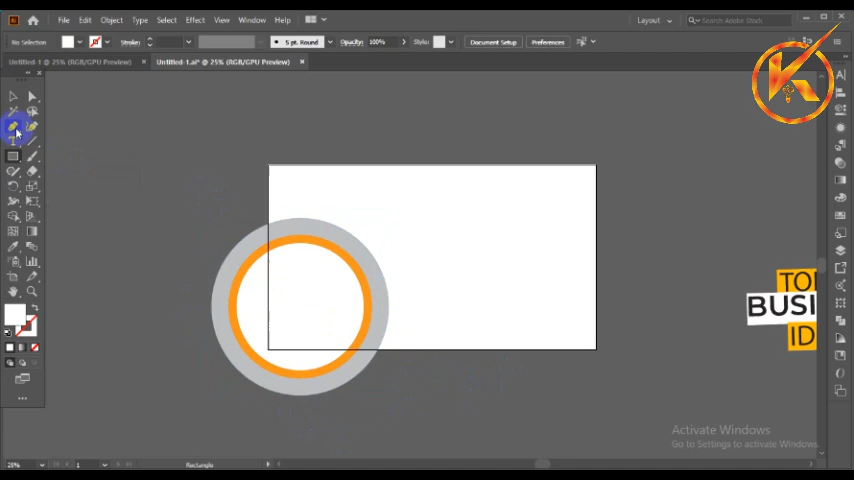 File Edit Object Type Select Effect View Window Help Layout Search Adobe Stock
No Selection Stroke: 5 pt. Round Opacity: 100% Style: Document Setup Preferences
Untitled-1 @ 25% (RGB/GPU Preview) × Untitled-1.ai* @ 25% (RGB/GPU Preview) ×
TO
BUSI
ID
Activate Windows
Go to Settings to activate Windows.
25% 1 Rectangle